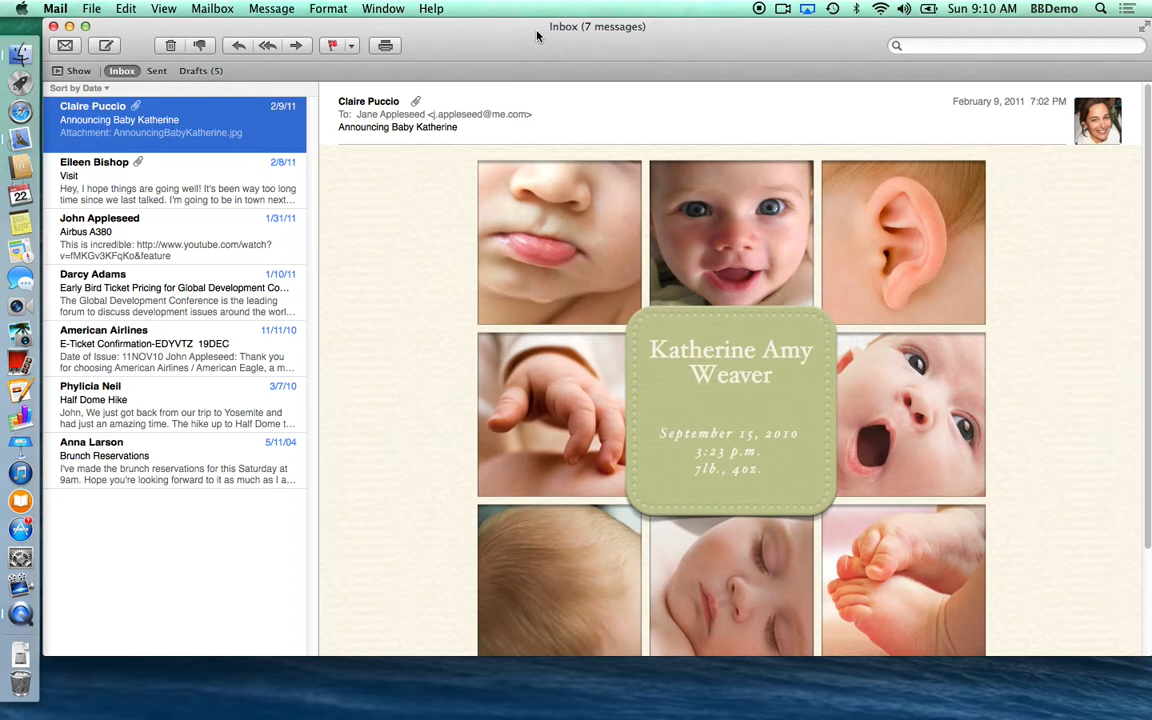 Mail File Edit View Mailbox Message Format Window Help
Sun 9:10 AM BBDemo
Inbox (7 messages)
Show Inbox Sent Drafts (5)
Sort by Date ▾
Claire Puccio 2/9/11
Announcing Baby Katherine
Attachment: AnnouncingBabyKatherine.jpg
Eileen Bishop 2/8/11
Visit
Hey, I hope things are going well! It's been way too long
time since we last talked. I'm going to be in town next...
John Appleseed 1/31/11
Airbus A380
This is incredible: http://www.youtube.com/watch?
v=fMKGv3KFqKo&feature
Darcy Adams 1/10/11
Early Bird Ticket Pricing for Global Development Co...
The Global Development Conference is the leading
forum to discuss development issues around the worl...
American Airlines 11/11/10
E-Ticket Confirmation-EDYVTZ 19DEC
Date of Issue: 11NOV10 John Appleseed: Thank you
for choosing American Airlines / American Eagle, a m...
Phylicia Neil 3/7/10
Half Dome Hike
John, We just got back from our trip to Yosemite and
had just an amazing time. The hike up to Half Dome t...
Anna Larson 5/11/04
Brunch Reservations
I've made the brunch reservations for this Saturday at
9am. Hope you're looking forward to it as much as I a...
Claire Puccio February 9, 2011 7:02 PM
To: Jane Appleseed <j.appleseed@me.com>
Announcing Baby Katherine
Katherine Amy
Weaver
September 15, 2010
3:23 p.m.
7lb., 4oz.
22